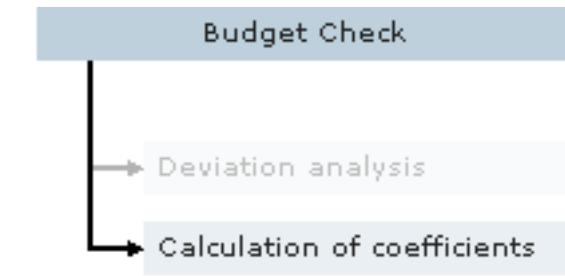 Budget Check
Deviation analysis
Calculation of coefficients